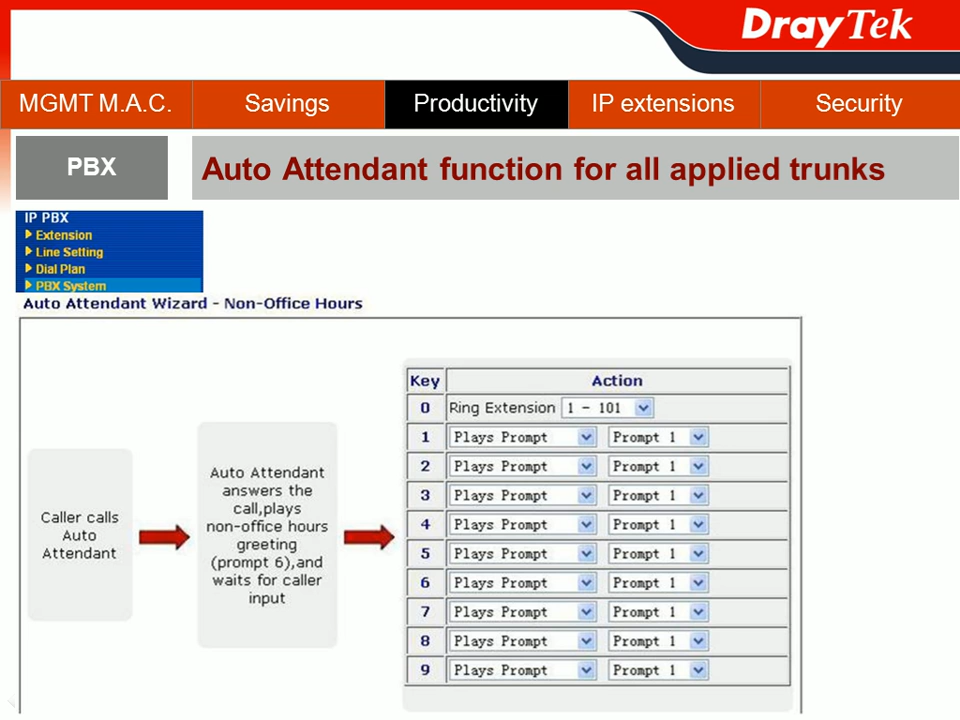 DrayTek
MGMT M.A.C. Savings Productivity IP extensions Security
PBX
Auto Attendant function for all applied trunks
IP PBX
Extension
Line Setting
Dial Plan
PBX System
Auto Attendant Wizard - Non-Office Hours
Caller calls
Auto
Attendant
Auto Attendant
answers the
call,plays
non-office hours
greeting
(prompt 6),and
waits for caller
input
Key Action
0 Ring Extension 1 - 101
1 Plays Prompt Prompt 1
2 Plays Prompt Prompt 1
3 Plays Prompt Prompt 1
4 Plays Prompt Prompt 1
5 Plays Prompt Prompt 1
6 Plays Prompt Prompt 1
7 Plays Prompt Prompt 1
8 Plays Prompt Prompt 1
9 Plays Prompt Prompt 1